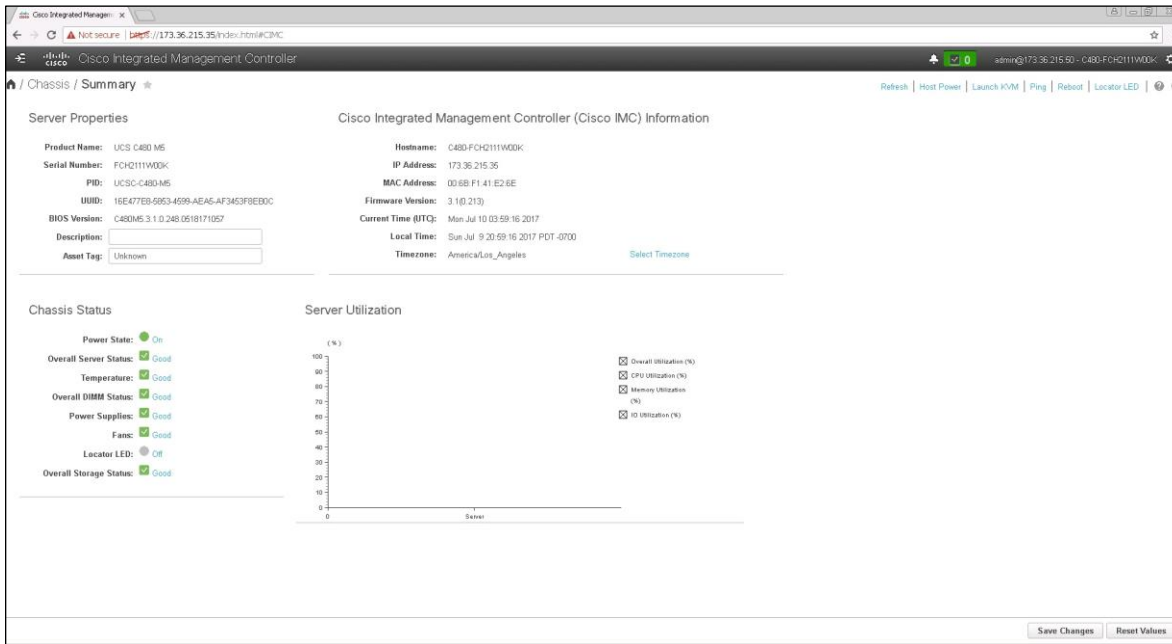 Cisco Integrated Managem
Not secure | https://173.36.215.35/index.html#CIMC
cisco Cisco Integrated Management Controller
0
admin@173.36.215.50 - C480-FCH2111W00K
/ Chassis / Summary
Refresh | Host Power | Launch KVM | Ping | Reboot | Locator LED |
Server Properties
Product Name: UCS C480 M5
Serial Number: FCH2111W00K
PID: UCSC-C480-M5
UUID: 16E477E8-5853-4599-AEA5-AF3453F8EB0C
BIOS Version: C480M5.3.1.0.248.0518171057
Description:
Asset Tag: Unknown
Cisco Integrated Management Controller (Cisco IMC) Information
Hostname: C480-FCH2111W00K
IP Address: 173.36.215.35
MAC Address: 00:6B:F1:41:E2:6E
Firmware Version: 3.1(0.213)
Current Time (UTC): Mon Jul 10 03:59:16 2017
Local Time: Sun Jul 9 20:59:16 2017 PDT -0700
Timezone: America/Los_Angeles Select Timezone
Chassis Status
Power State: On
Overall Server Status: Good
Temperature: Good
Overall DIMM Status: Good
Power Supplies: Good
Fans: Good
Locator LED: Off
Overall Storage Status: Good
Server Utilization
(%)
100
90
80
70
60
50
40
30
20
10
0
0 Server
Overall Utilization (%)
CPU Utilization (%)
Memory Utilization
(%)
IO Utilization (%)
Save Changes
Reset Values